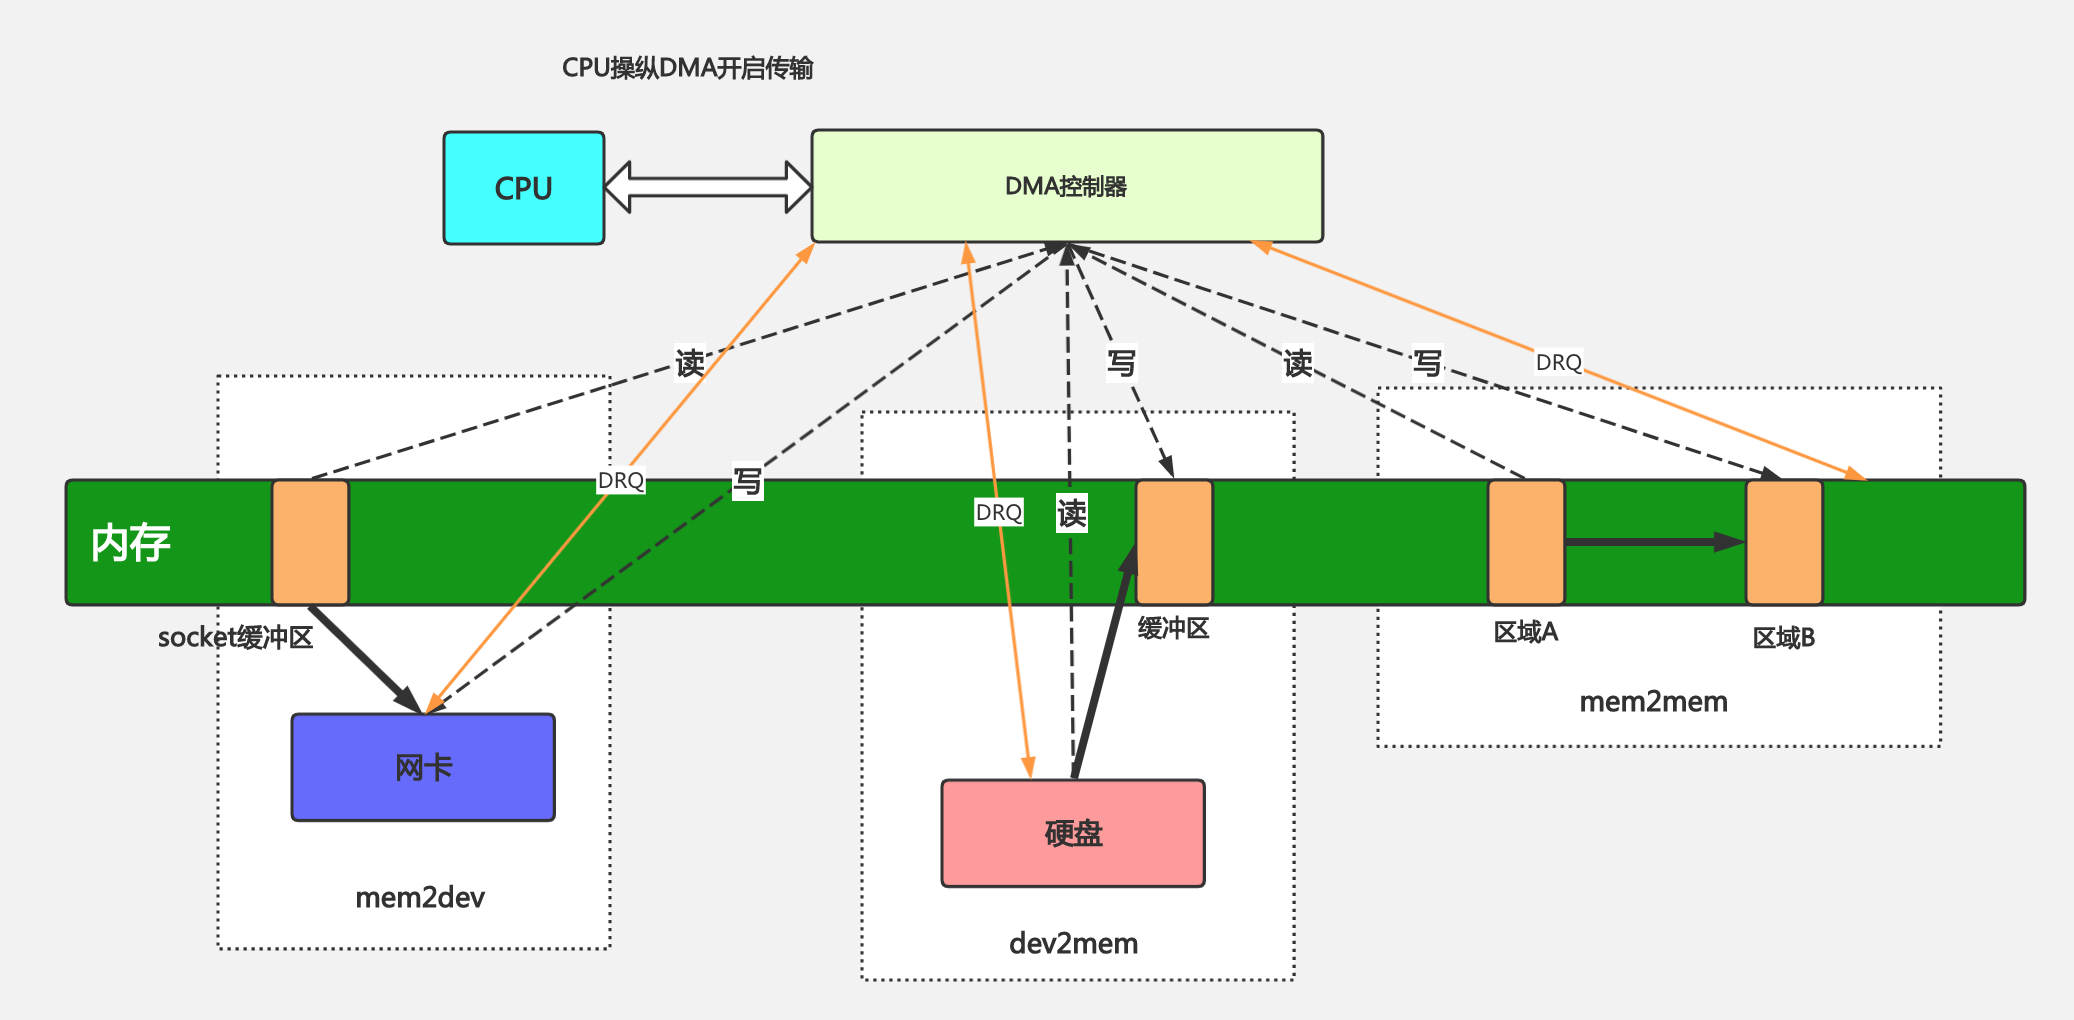 CPU操纵DMA开启传输
CPU
DMA控制器
读
写
读
写
DRQ
DRQ
写
DRQ
读
内存
socket缓冲区
缓冲区
区域A
区域B
mem2mem
网卡
硬盘
mem2dev
dev2mem